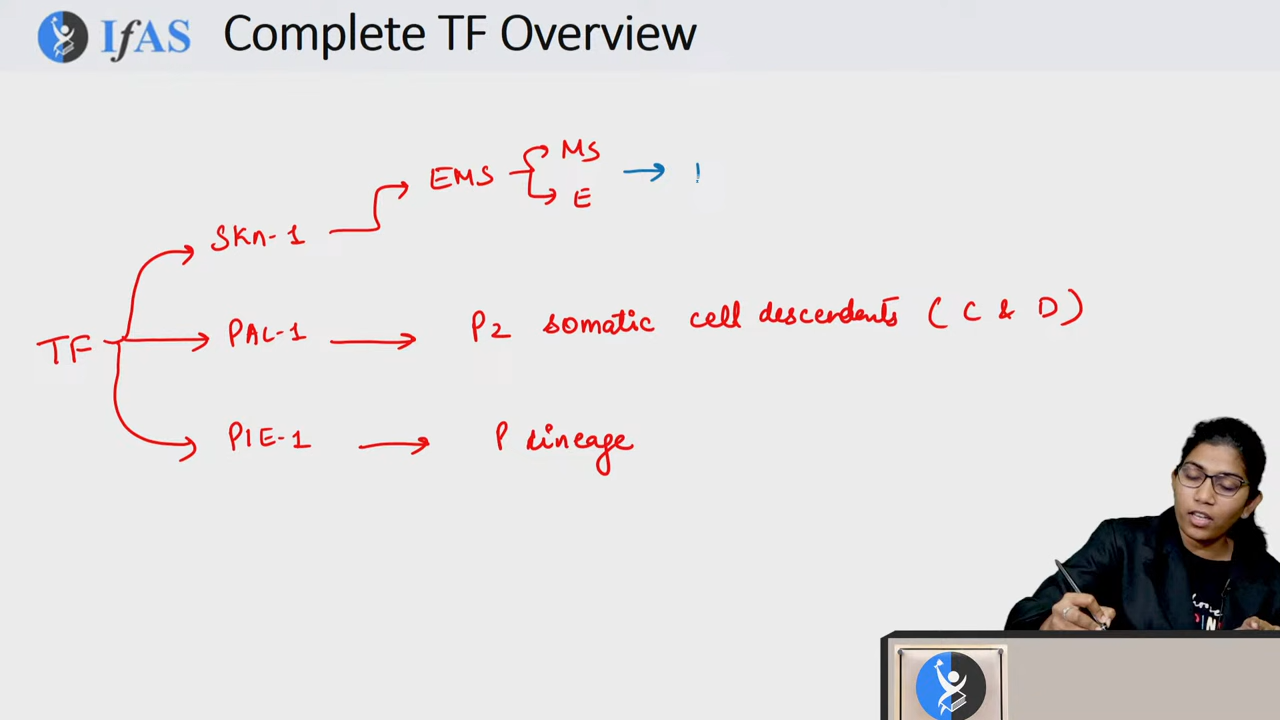 IfAS Complete TF Overview
MS
EMS
E
SKn-1
TF
PAL-1
P2 somatic cell descendents ( C & D )
PIE-1
P lineage